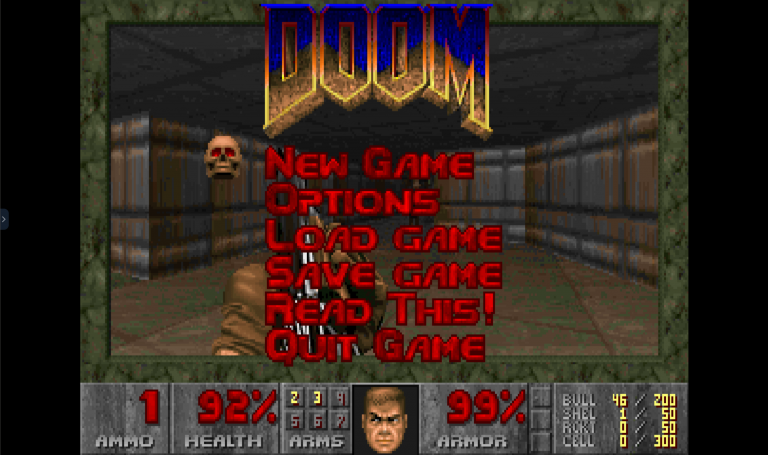 DOOM
NEW GAME
OPTIONS
LOAD GAME
SAVE GAME
READ THIS!
QUIT GAME
1 92% 2 3 4 99% BULL 46 / 200
SHEL 1 / 50
5 6 7 RCKT 0 / 50
AMMO HEALTH ARMS ARMOR CELL 0 / 300